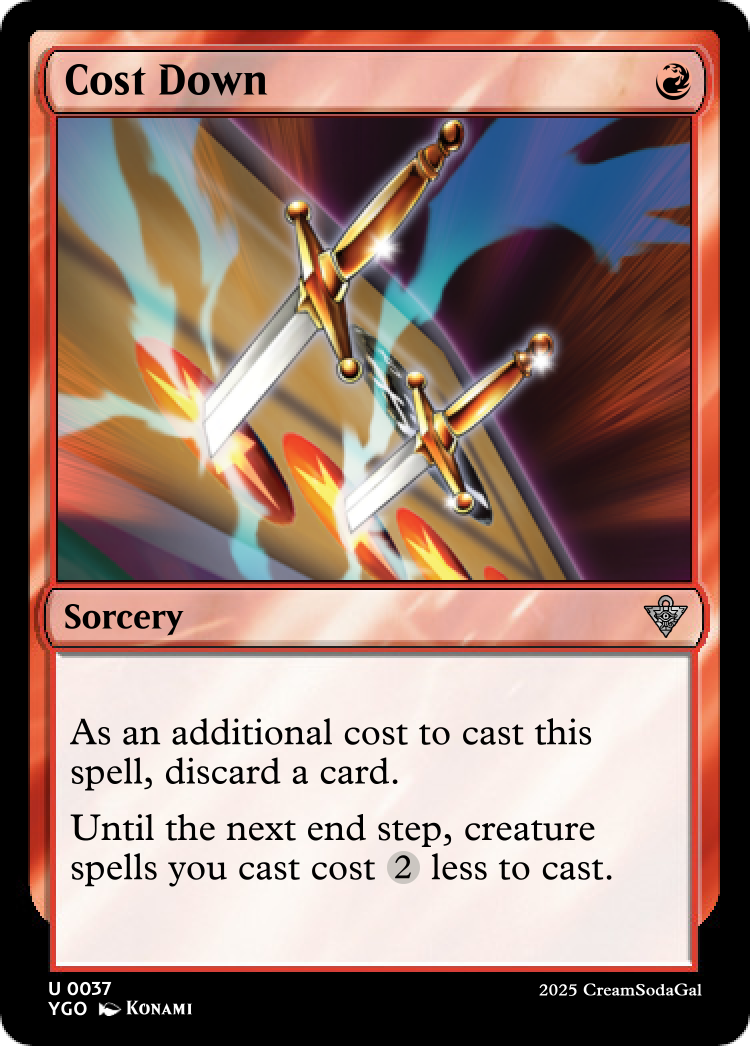 Cost Down
Sorcery
As an additional cost to cast this
spell, discard a card.
Until the next end step, creature
spells you cast cost 2 less to cast.
U 0037
YGO KONAMI
2025 CreamSodaGal